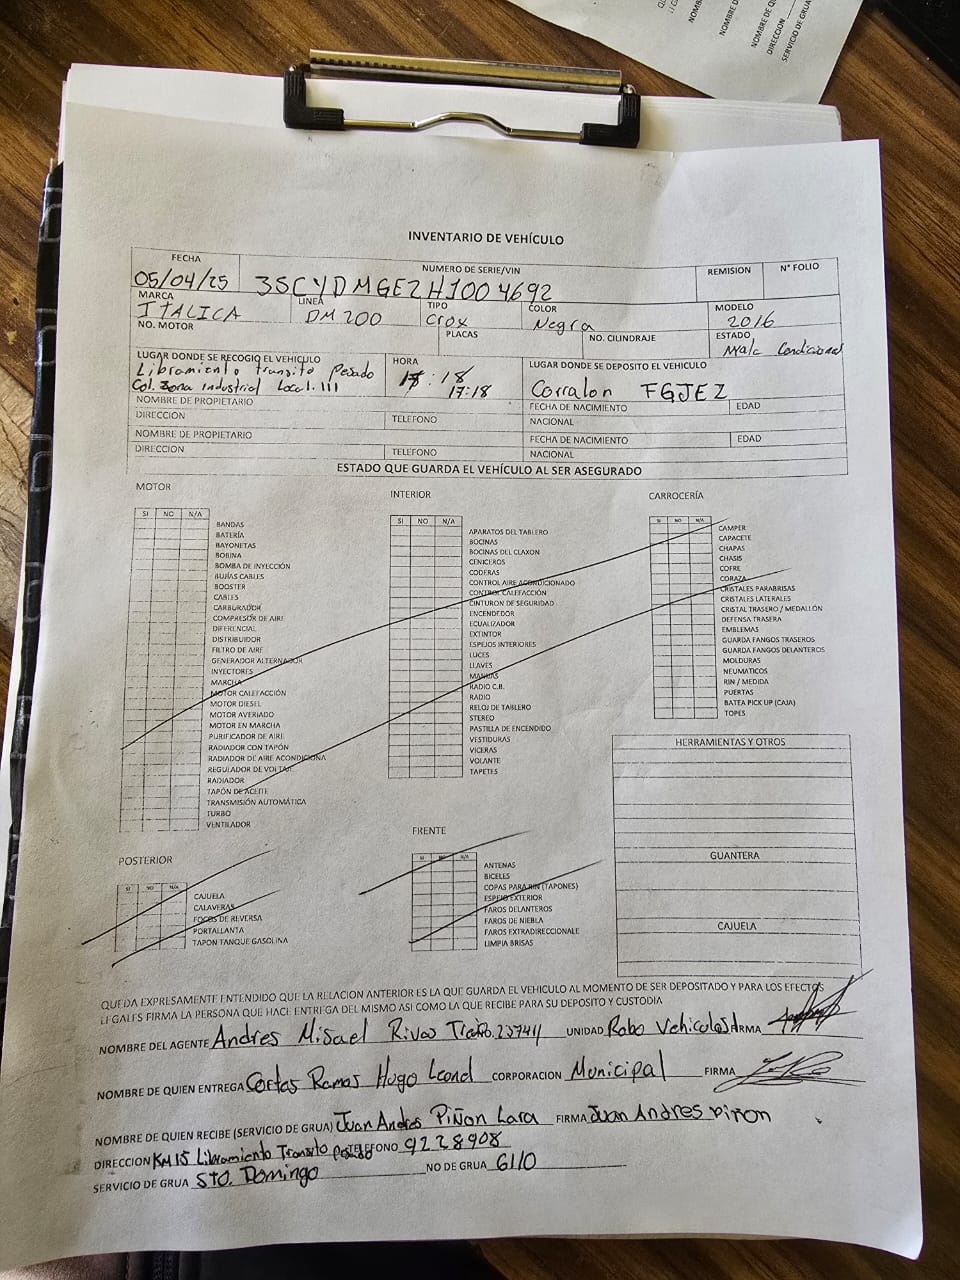 NOMBRE DE
NOMBRE DE QU
DIRECCION
SERVICIO DE GRUA
INVENTARIO DE VEHÍCULO
FECHA NUMERO DE SERIE/VIN REMISION N° FOLIO
05/04/25 3SCYDMGEZH1004692
MARCA LINEA TIPO COLOR MODELO
ITALICA DM 200 Crox Negra 2016
NO. MOTOR PLACAS NO. CILINDRAJE ESTADO
Mala Condicional
LUGAR DONDE SE RECOGIO EL VEHICULO HORA LUGAR DONDE SE DEPOSITO EL VEHICULO
Libramiento transito Pesado 17:18 Corralon FGJEZ
Col. Zona industrial Local. 111 17:18
NOMBRE DE PROPIETARIO FECHA DE NACIMIENTO EDAD
DIRECCION TELEFONO NACIONAL
NOMBRE DE PROPIETARIO FECHA DE NACIMIENTO EDAD
DIRECCION TELEFONO NACIONAL
ESTADO QUE GUARDA EL VEHÍCULO AL SER ASEGURADO
MOTOR
SI NO N/A
BANDAS
BATERÍA
BAYONETAS
BOBINA
BOMBA DE INYECCIÓN
BUJÍAS CABLES
BOOSTER
CABLES
CARBURADOR
COMPRESOR DE AIRE
DIFERENCIAL
DISTRIBUIDOR
FILTRO DE AIRE
GENERADOR ALTERNADOR
INYECTORES
MARCHA
MOTOR CALEFACCIÓN
MOTOR DIESEL
MOTOR AVERIADO
MOTOR EN MARCHA
PURIFICADOR DE AIRE
RADIADOR CON TAPÓN
RADIADOR DE AIRE ACONDICIONA
REGULADOR DE VOLTAJE
RADIADOR
TAPÓN DE ACEITE
TRANSMISIÓN AUTOMÁTICA
TURBO
VENTILADOR
INTERIOR
SI NO N/A
APARATOS DEL TABLERO
BOCINAS
BOCINAS DEL CLAXON
CENICEROS
CODERAS
CONTROL AIRE ACONDICIONADO
CONTROL CALEFACCIÓN
CINTURON DE SEGURIDAD
ENCENDEDOR
ECUALIZADOR
EXTINTOR
ESPEJOS INTERIORES
LUCES
LLAVES
MANIJAS
RADIO C.B.
RADIO
RELOJ DE TABLERO
STEREO
PASTILLA DE ENCENDIDO
VESTIDURAS
VICERAS
VOLANTE
TAPETES
CARROCERÍA
SI NO N/A
CAMPER
CAPACETE
CHAPAS
CHASIS
COFRE
CORAZA
CRISTALES PARABRISAS
CRISTALES LATERALES
CRISTAL TRASERO / MEDALLÓN
DEFENSA TRASERA
EMBLEMAS
GUARDA FANGOS TRASEROS
GUARDA FANGOS DELANTEROS
MOLDURAS
NEUMATICOS
RIN / MEDIDA
PUERTAS
BATEA PICK UP (CAJA)
TOPES
HERRAMIENTAS Y OTROS
GUANTERA
CAJUELA
POSTERIOR
SI NO N/A
CAJUELA
CALAVERAS
FOCOS DE REVERSA
PORTALLANTA
TAPON TANQUE GASOLINA
FRENTE
SI NO N/A
ANTENAS
BICELES
COPAS PARA RIN (TAPONES)
ESPEJO EXTERIOR
FAROS DELANTEROS
FAROS DE NIEBLA
FAROS EXTRADIRECCIONALE
LIMPIA BRISAS
QUEDA EXPRESAMENTE ENTENDIDO QUE LA RELACION ANTERIOR ES LA QUE GUARDA EL VEHICULO AL MOMENTO DE SER DEPOSITADO Y PARA LOS EFECTOS
LEGALES FIRMA LA PERSONA QUE HACE ENTREGA DEL MISMO ASI COMO LA QUE RECIBE PARA SU DEPOSITO Y CUSTODIA
NOMBRE DEL AGENTE Andres Misael Rivas NO. 237411 UNIDAD Robo Vehiculos FIRMA
NOMBRE DE QUIEN ENTREGA Cortes Ramos Hugo Leonel CORPORACION Municipal FIRMA
NOMBRE DE QUIEN RECIBE (SERVICIO DE GRUA) Juan Andres Piñon Lara FIRMA Juan Andres Piñon
DIRECCION KM 15 Libramiento Transito pesado TELEFONO 9228908
SERVICIO DE GRUA STO. Domingo NO DE GRUA 6110